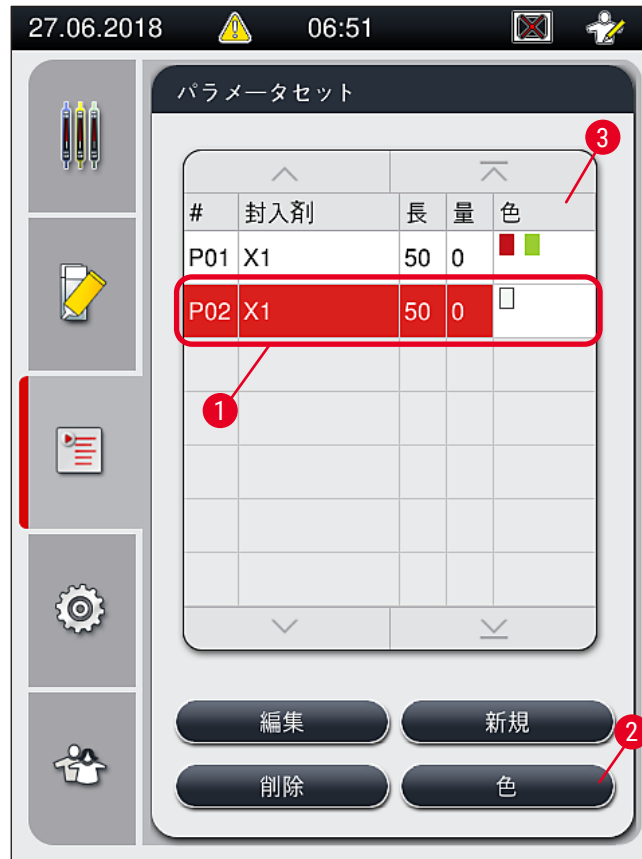 27.06.2018 06:51
パラメータセット
3
# 封入剤 長 量 色
P01 X1 50 0
P02 X1 50 0
1
編集 新規
2
削除 色